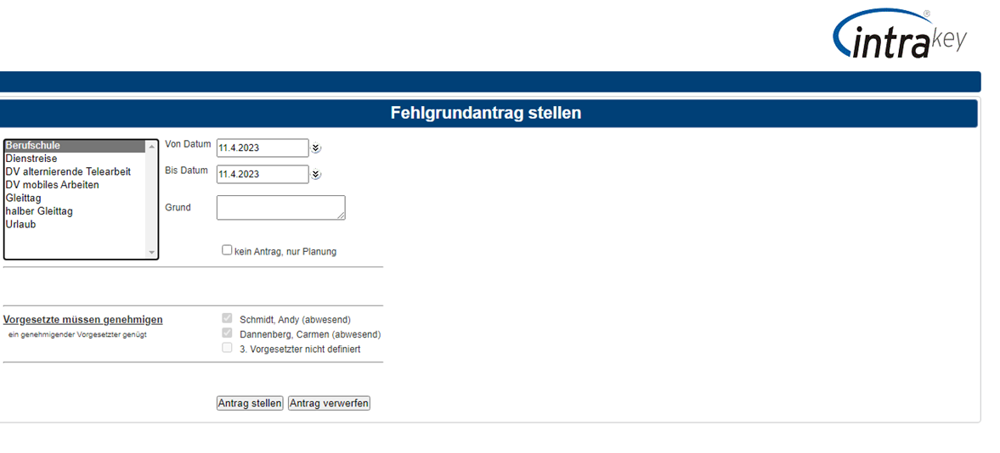 intrakey
®
Fehlgrundantrag stellen
Berufschule
Dienstreise
DV alternierende Telearbeit
DV mobiles Arbeiten
Gleittag
halber Gleittag
Urlaub
Von Datum 11.4.2023
Bis Datum 11.4.2023
Grund
kein Antrag, nur Planung
Vorgesetzte müssen genehmigen
ein genehmigender Vorgesetzter genügt
Schmidt, Andy (abwesend)
Dannenberg, Carmen (abwesend)
3. Vorgesetzter nicht definiert
Antrag stellen Antrag verwerfen